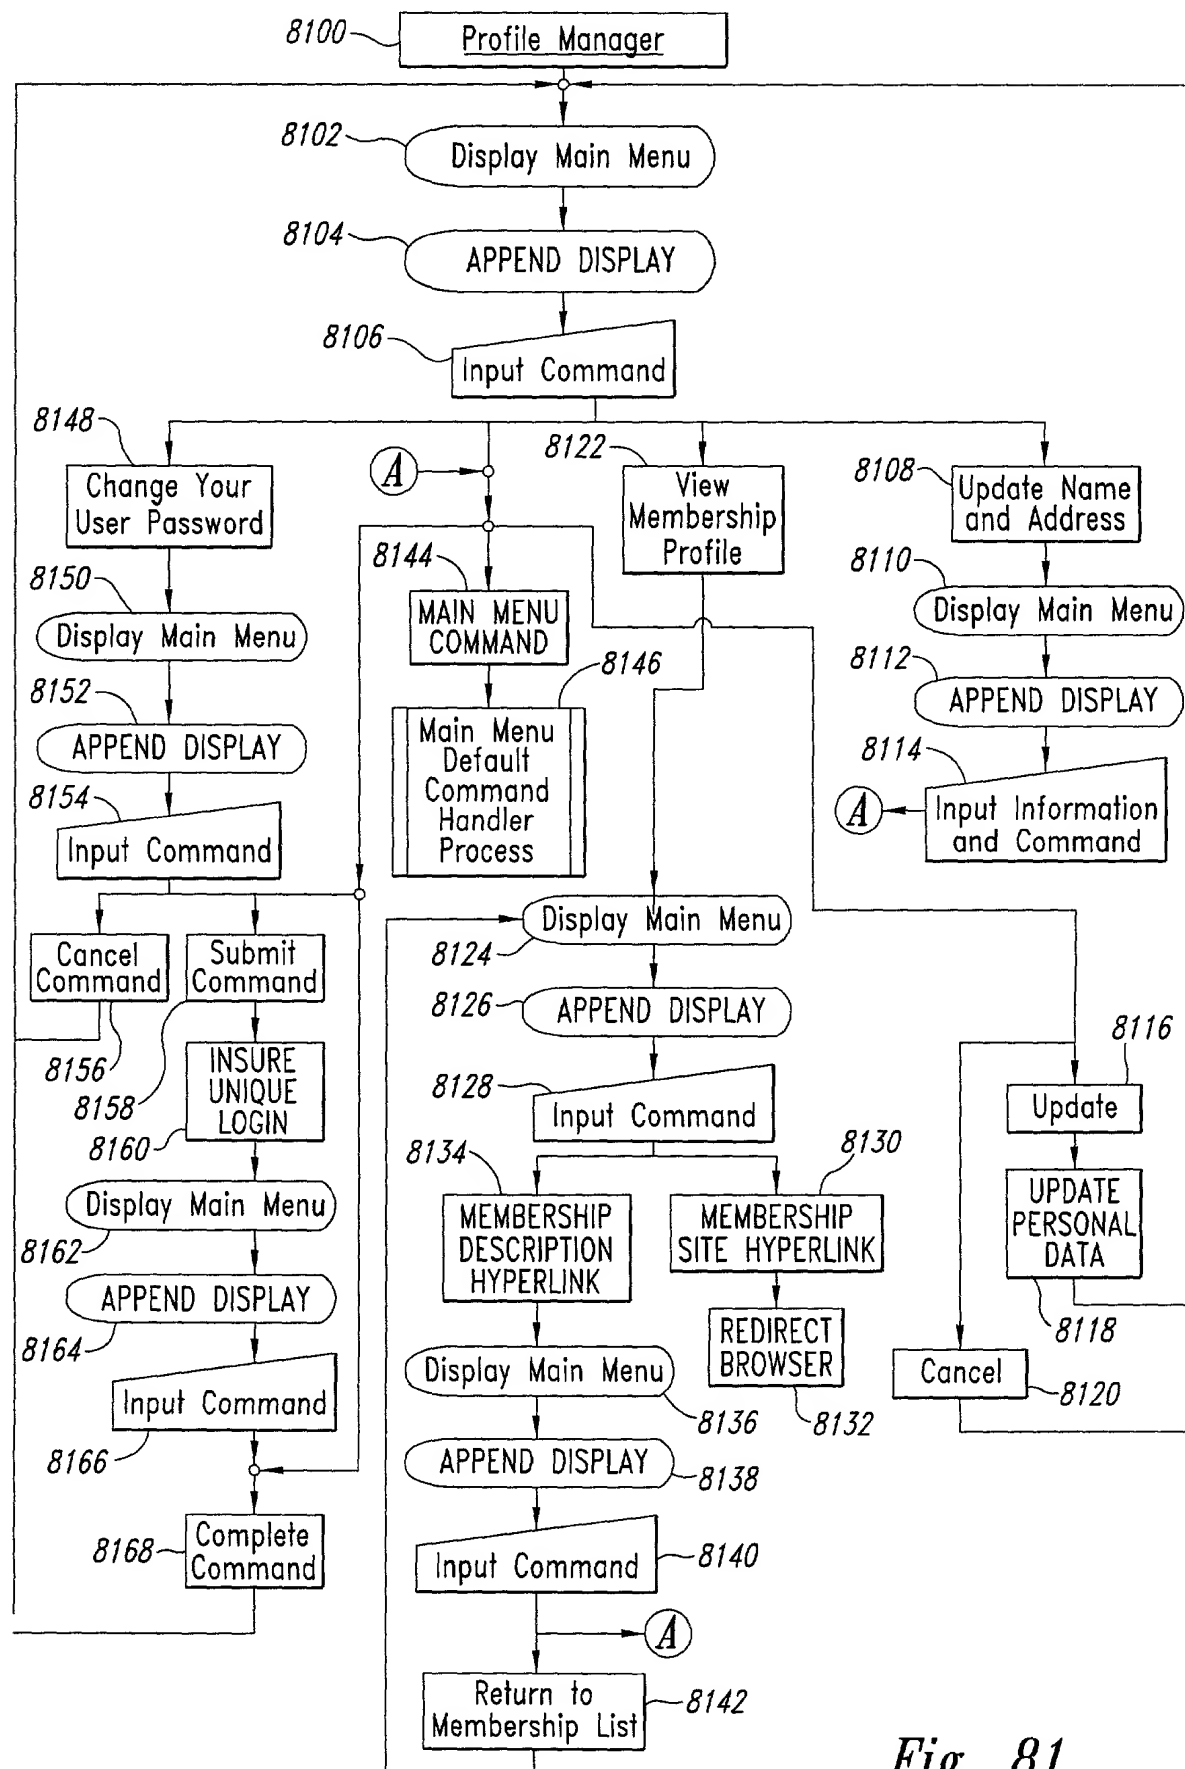 8100
Profile Manager
8102
Display Main Menu
8104
APPEND DISPLAY
8106
Input Command
8148
Change Your
User Password
8150
Display Main Menu
8152
APPEND DISPLAY
8154
Input Command
Cancel
Command
8156
Submit
Command
8158
INSURE
UNIQUE
LOGIN
8160
Display Main Menu
8162
APPEND DISPLAY
8164
Input Command
8166
Complete
Command
8168
A
8144
MAIN MENU
COMMAND
8146
Main Menu
Default
Command
Handler
Process
8122
View
Membership
Profile
Display Main Menu
8124
8126
APPEND DISPLAY
8128
Input Command
8134
MEMBERSHIP
DESCRIPTION
HYPERLINK
8130
MEMBERSHIP
SITE HYPERLINK
REDIRECT
BROWSER
8132
Display Main Menu
8136
APPEND DISPLAY
8138
Input Command
8140
A
Return to
Membership List
8142
8108
Update Name
and Address
8110
Display Main Menu
8112
APPEND DISPLAY
8114
Input Information
and Command
A
8116
Update
UPDATE
PERSONAL
DATA
8118
Cancel
8120
Fig. 81